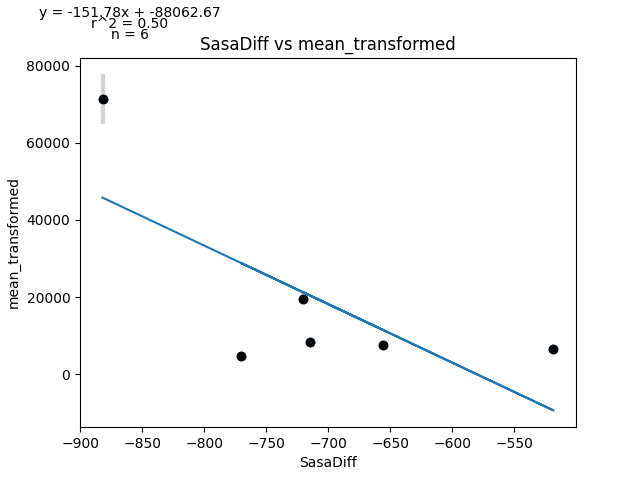 y = -151.78x + -88062.67
r^2 = 0.50
n = 6
SasaDiff vs mean_transformed
80000
60000
40000
20000
0
mean_transformed
−900 −850 −800 −750 −700 −650 −600 −550
SasaDiff